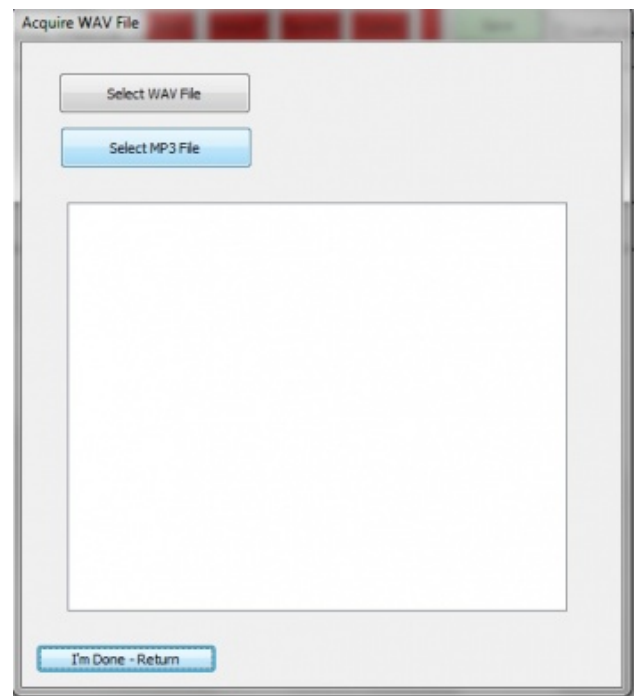 Acquire WAV File
Select WAV File
Select MP3 File
I'm Done - Return